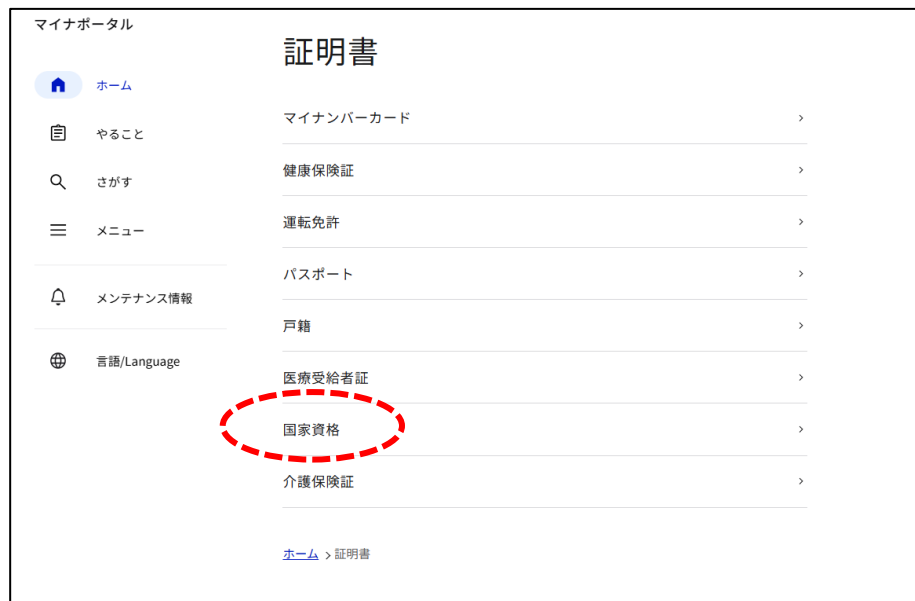 マイナポータル
ホーム
やること
さがす
メニュー
メンテナンス情報
言語/Language
証明書
マイナンバーカード
健康保険証
運転免許
パスポート
戸籍
医療受給者証
国家資格
介護保険証
ホーム > 証明書